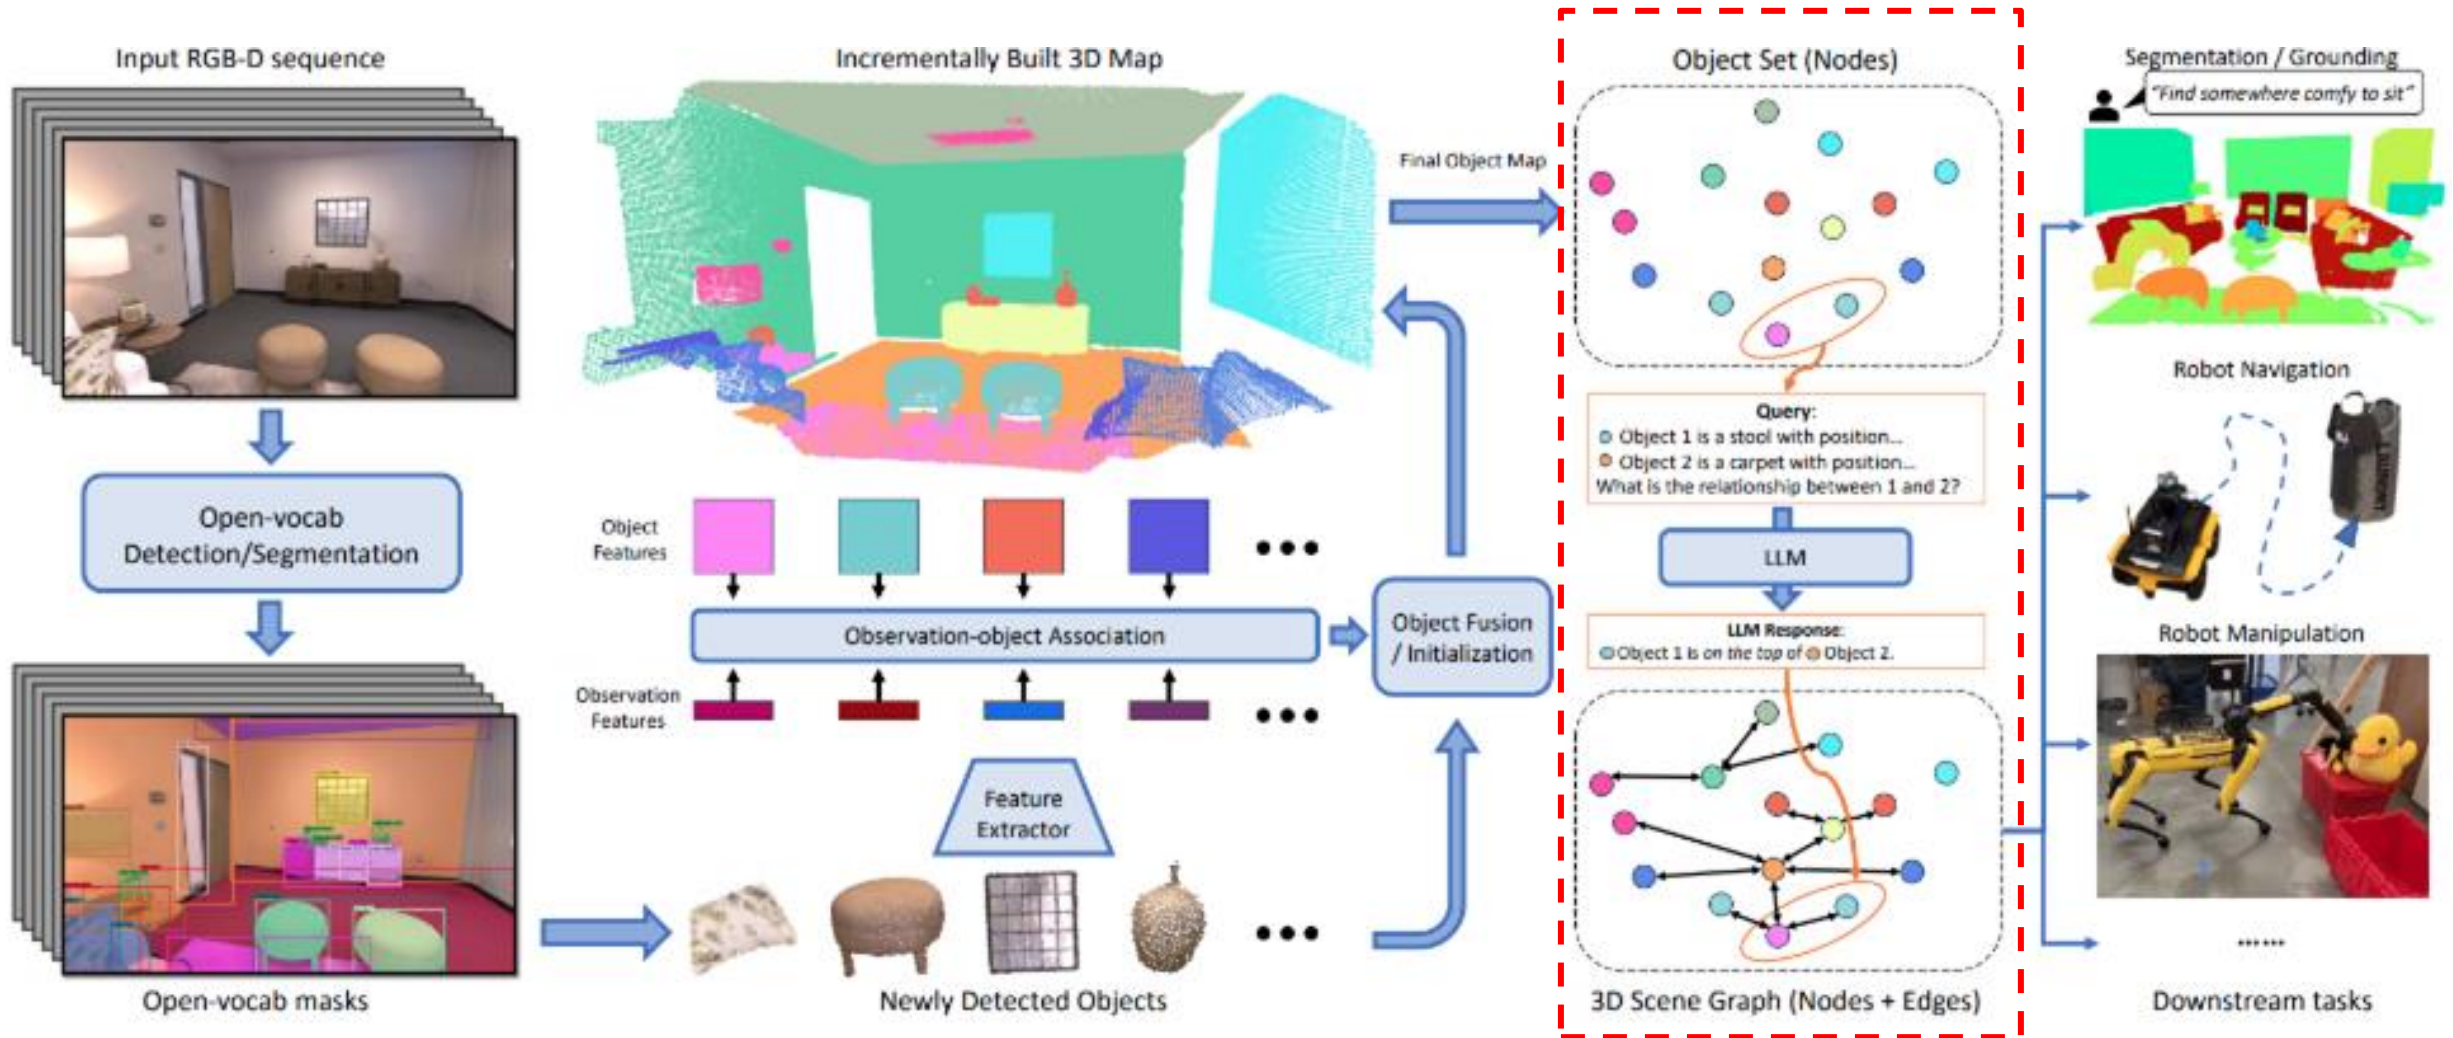 Input RGB-D sequence
Open-vocab
Detection/Segmentation
Open-vocab masks
Incrementally Built 3D Map
Object
Features
Observation-object Association
Observation
Features
Feature
Extractor
Newly Detected Objects
Object Fusion
/ Initialization
Final Object Map
Object Set (Nodes)
Query:
Object 1 is a stool with position...
Object 2 is a carpet with position...
What is the relationship between 1 and 2?
LLM
LLM Response:
Object 1 is on the top of Object 2.
3D Scene Graph (Nodes + Edges)
Segmentation / Grounding
"Find somewhere comfy to sit"
Robot Navigation
Robot Manipulation
......
Downstream tasks